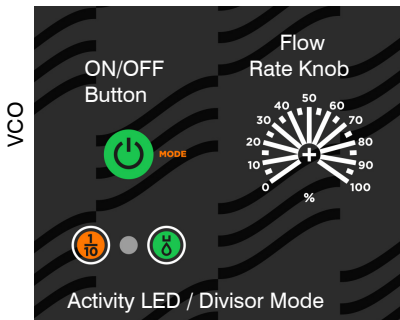 VCO
ON/OFF
Button
MODE
Flow
Rate Knob
0
10
20
30
40
50
60
70
80
90
100
%
1
10
Activity LED / Divisor Mode